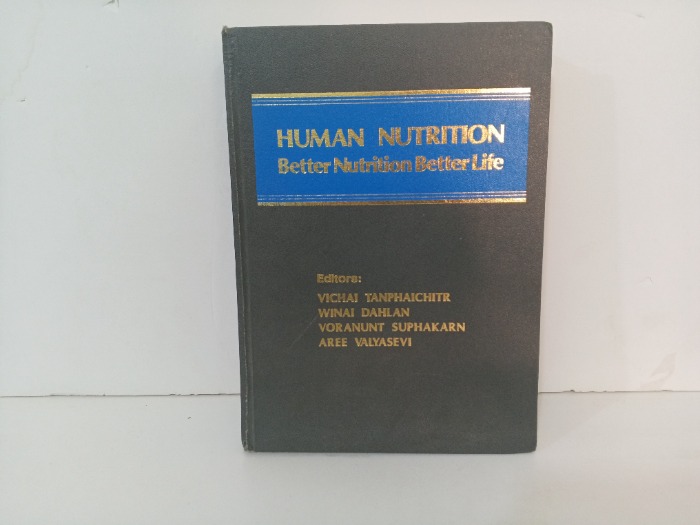 HUMAN NUTRITION
Better Nutrition Better Life
Editors:
VICHAI TANPHAICHITR
WINAI DAHLAN
VORANUNT SUPHAKARN
AREE VALYASEVI